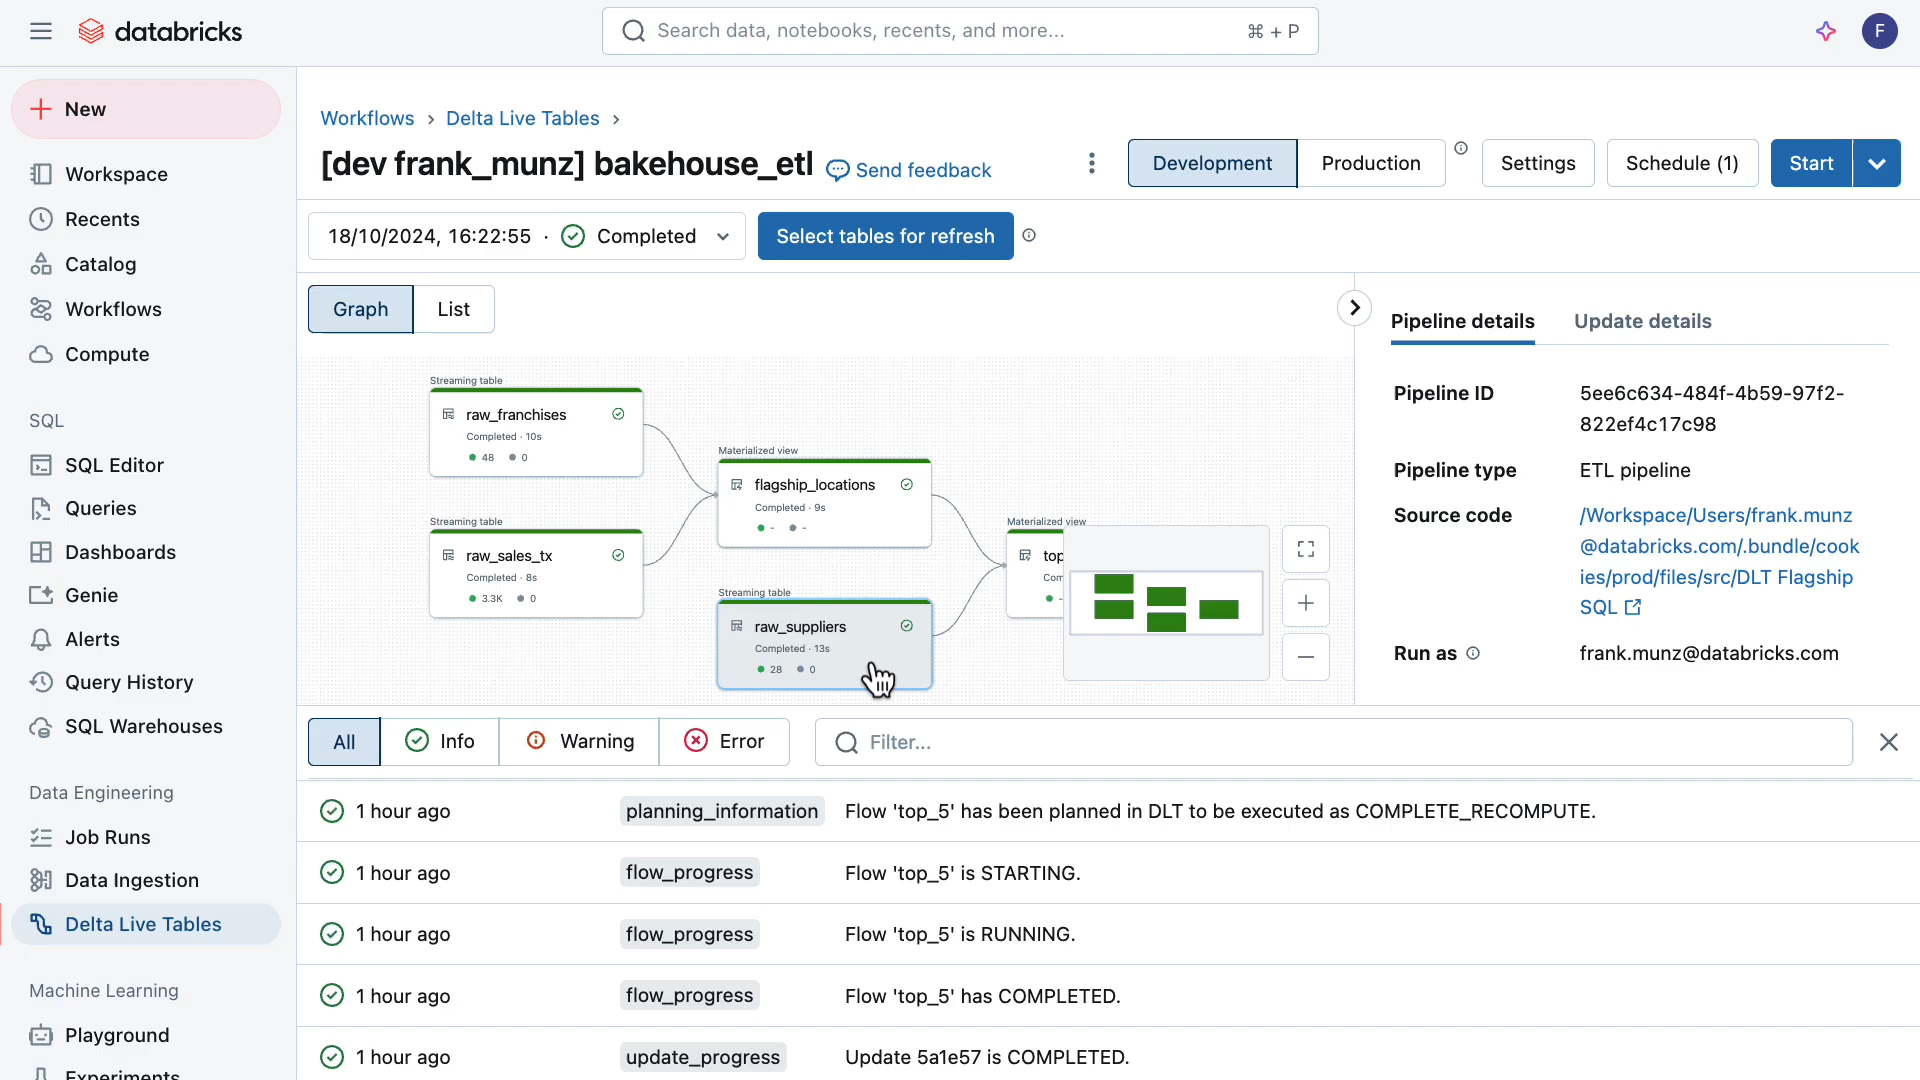 databricks
Search data, notebooks, recents, and more...
⌘ + P
F
New
Workspace
Recents
Catalog
Workflows
Compute
SQL
SQL Editor
Queries
Dashboards
Genie
Alerts
Query History
SQL Warehouses
Data Engineering
Job Runs
Data Ingestion
Delta Live Tables
Machine Learning
Playground
Experiments
Workflows › Delta Live Tables ›
[dev frank_munz] bakehouse_etl
Send feedback
Development
Production
Settings
Schedule (1)
Start
18/10/2024, 16:22:55 · Completed
Select tables for refresh
Graph
List
Streaming table
raw_franchises
Completed · 10s
48 0
Streaming table
raw_sales_tx
Completed · 8s
3.3K 0
Materialized view
flagship_locations
Completed · 9s
- -
Streaming table
raw_suppliers
Completed · 13s
28 0
Materialized view
top
Com
-
Pipeline details
Update details
Pipeline ID
5ee6c634-484f-4b59-97f2-
822ef4c17c98
Pipeline type
ETL pipeline
Source code
/Workspace/Users/frank.munz
@databricks.com/.bundle/cook
ies/prod/files/src/DLT Flagship
SQL
Run as
frank.munz@databricks.com
All
Info
Warning
Error
Filter...
1 hour ago planning_information Flow 'top_5' has been planned in DLT to be executed as COMPLETE_RECOMPUTE.
1 hour ago flow_progress Flow 'top_5' is STARTING.
1 hour ago flow_progress Flow 'top_5' is RUNNING.
1 hour ago flow_progress Flow 'top_5' has COMPLETED.
1 hour ago update_progress Update 5a1e57 is COMPLETED.